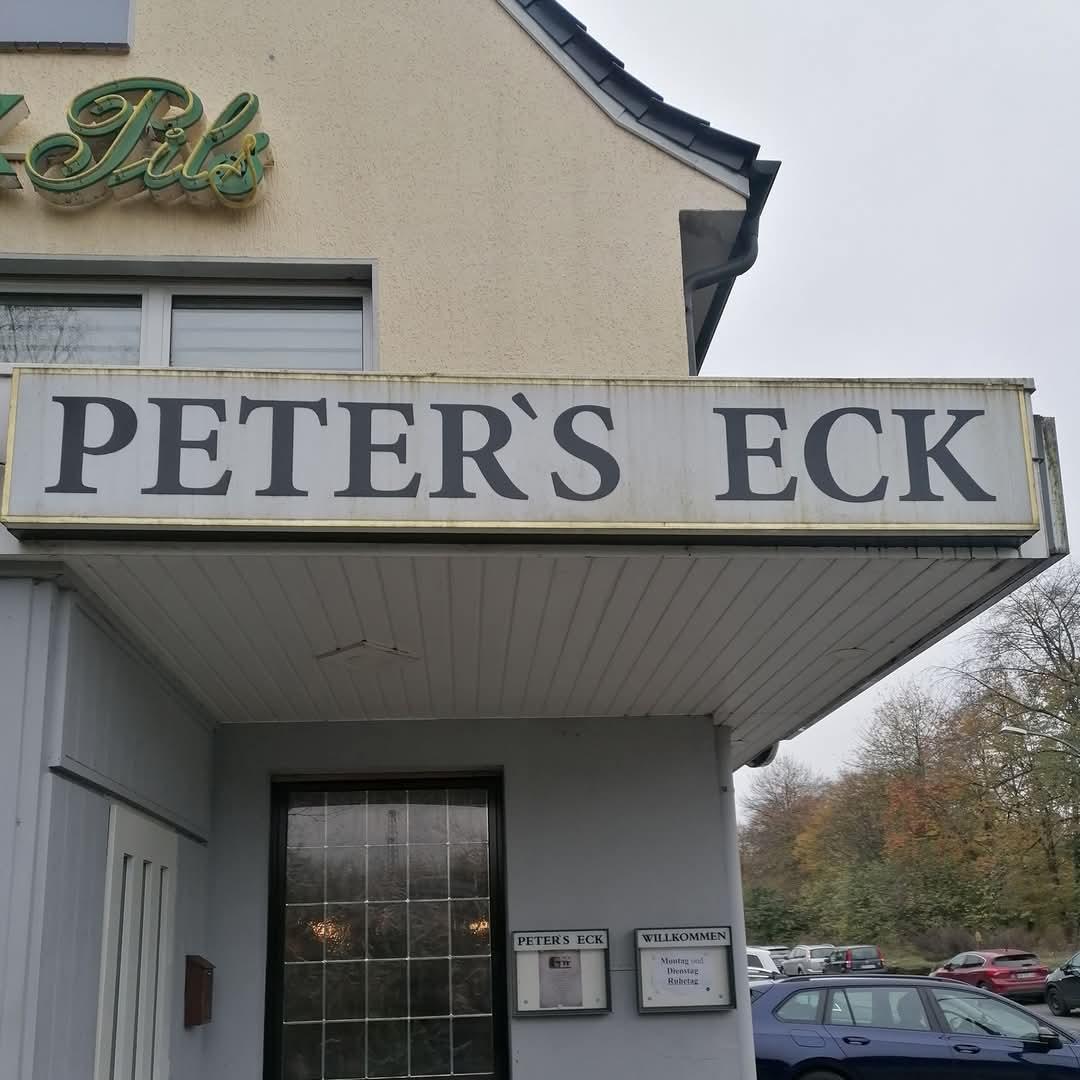 Pils
PETER`S ECK
PETER`S ECK
WILLKOMMEN
Montag und
Dienstag
Ruhetag